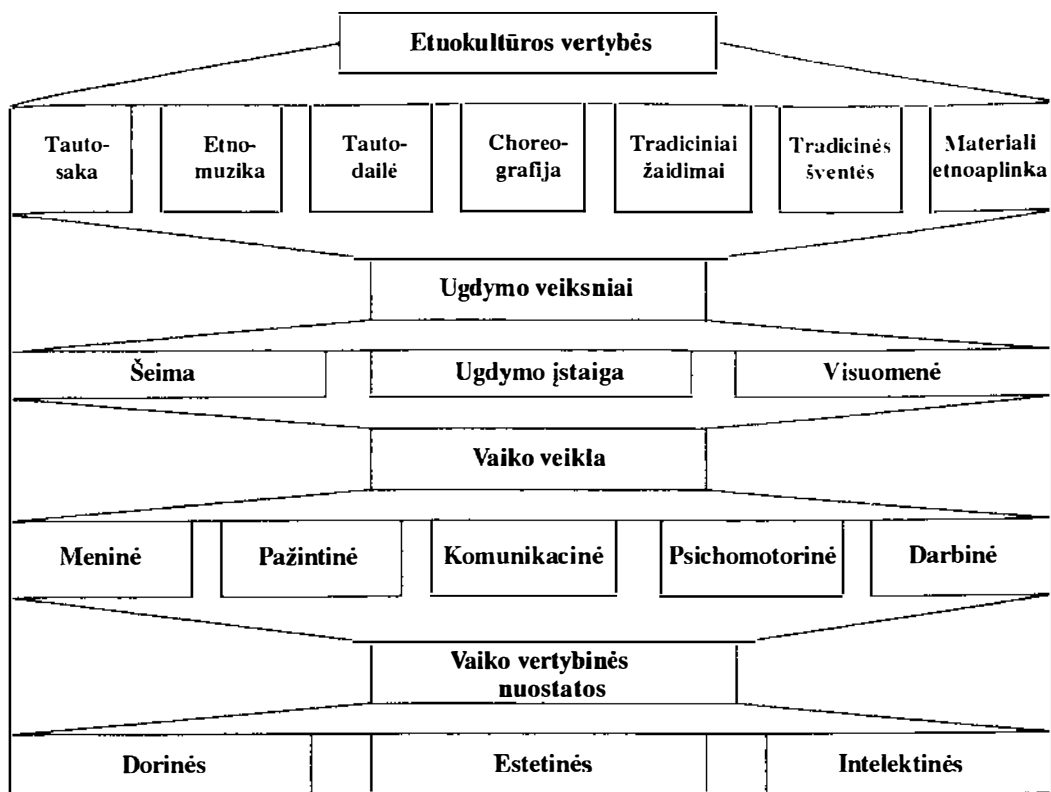 Etuokultūros vertybės
Tauto-
saka
Etno-
muzika
Tauto-
dailė
Choreo-
grafija
Tradiciniai
žaidimai
Tradicinės
šventės
Materiali
etnoaplinka
Ugdymo veiksniai
Šeima
Ugdymo įstaiga
Visuomenė
Vaiko veikla
Meninė
Pažintinė
Komunikacinė
Psichomotorinė
Darbinė
Vaiko vertybinės
nuostatos
Dorinės
Estetinės
Intelektinės